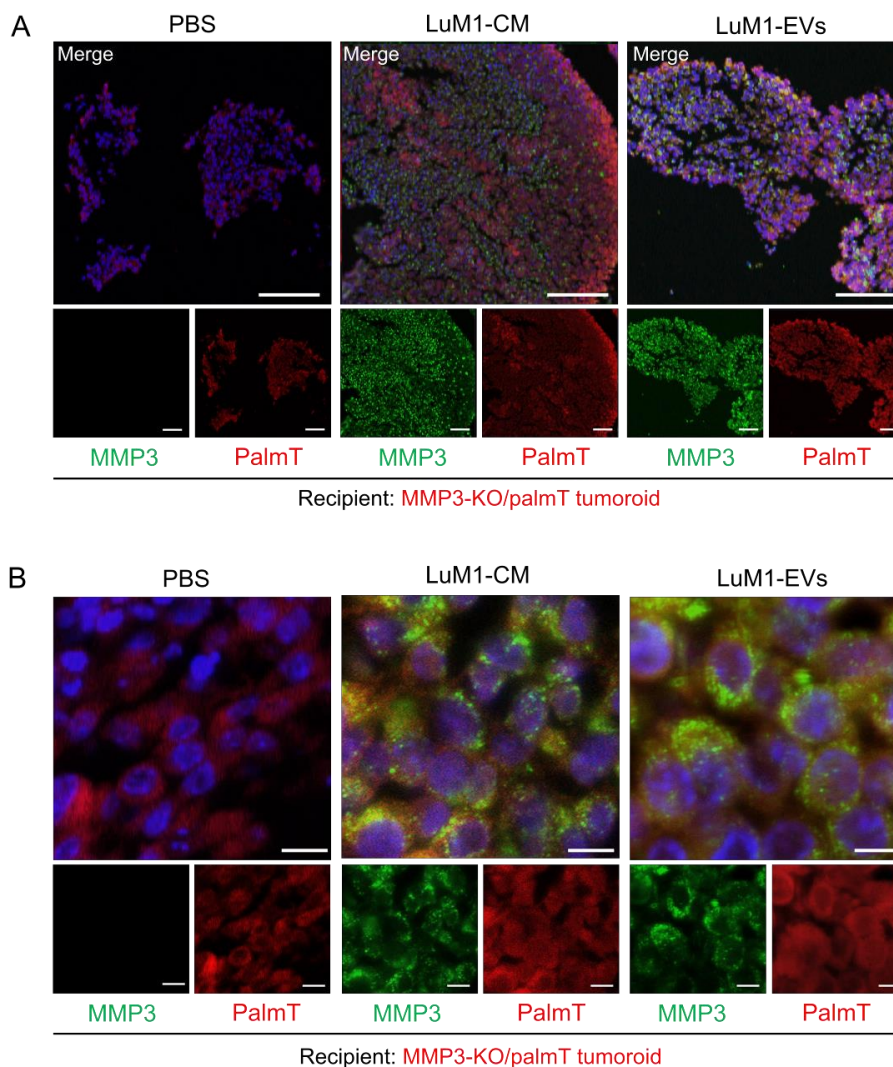 A
PBS
LuM1-CM
LuM1-EVs
Merge
Merge
Merge
MMP3
PalmT
MMP3
PalmT
MMP3
PalmT
Recipient: MMP3-KO/palmT tumoroid
B
PBS
LuM1-CM
LuM1-EVs
MMP3
PalmT
MMP3
PalmT
MMP3
PalmT
Recipient: MMP3-KO/palmT tumoroid